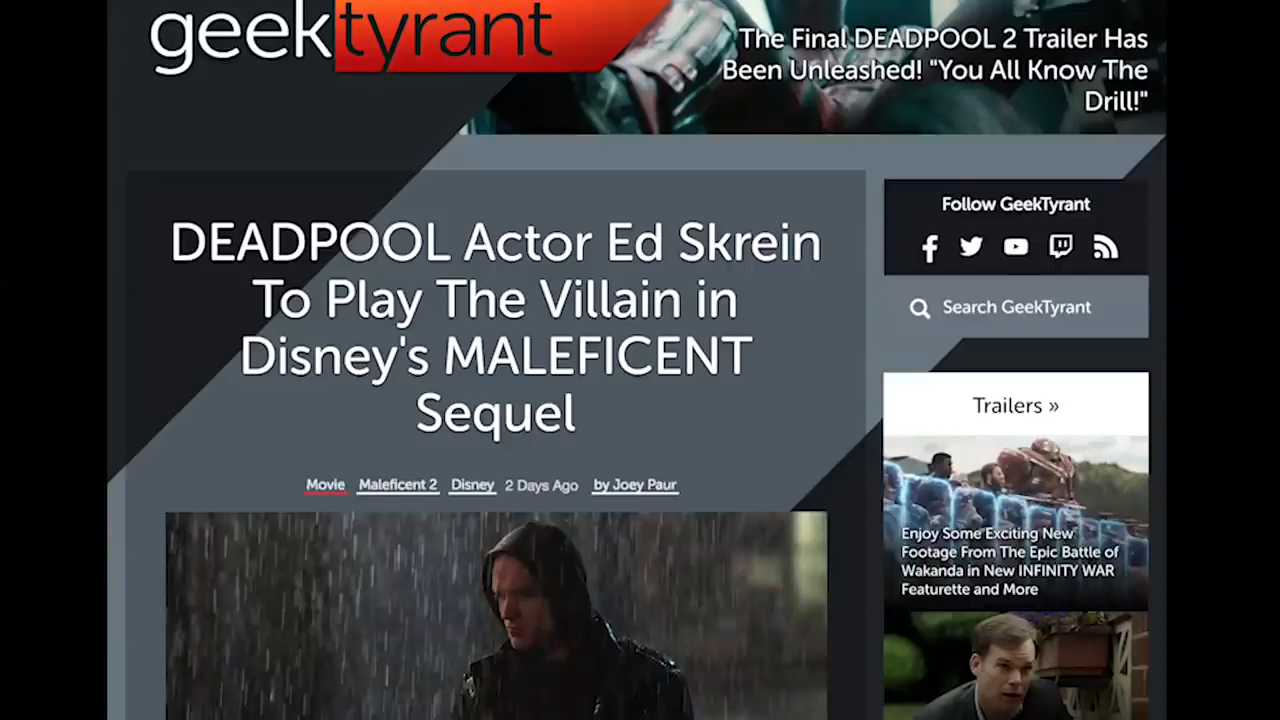 geektyrant
The Final DEADPOOL 2 Trailer Has
Been Unleashed! "You All Know The
Drill!"
DEADPOOL Actor Ed Skrein
To Play The Villain in
Disney's MALEFICENT
Sequel
Movie Maleficent 2 Disney 2 Days Ago by Joey Paur
Follow GeekTyrant
Search GeekTyrant
Trailers »
Enjoy Some Exciting New
Footage From The Epic Battle of
Wakanda in New INFINITY WAR
Featurette and More